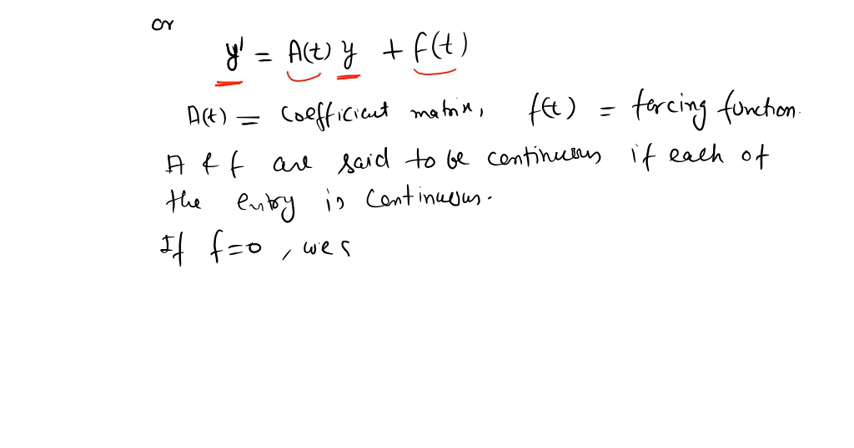 or
y' = A(t) y + f(t)
A(t) = coefficient matrix, f(t) = forcing function.
A & f are said to be continuous if each of
the entry is continuous.
If f=0, we s